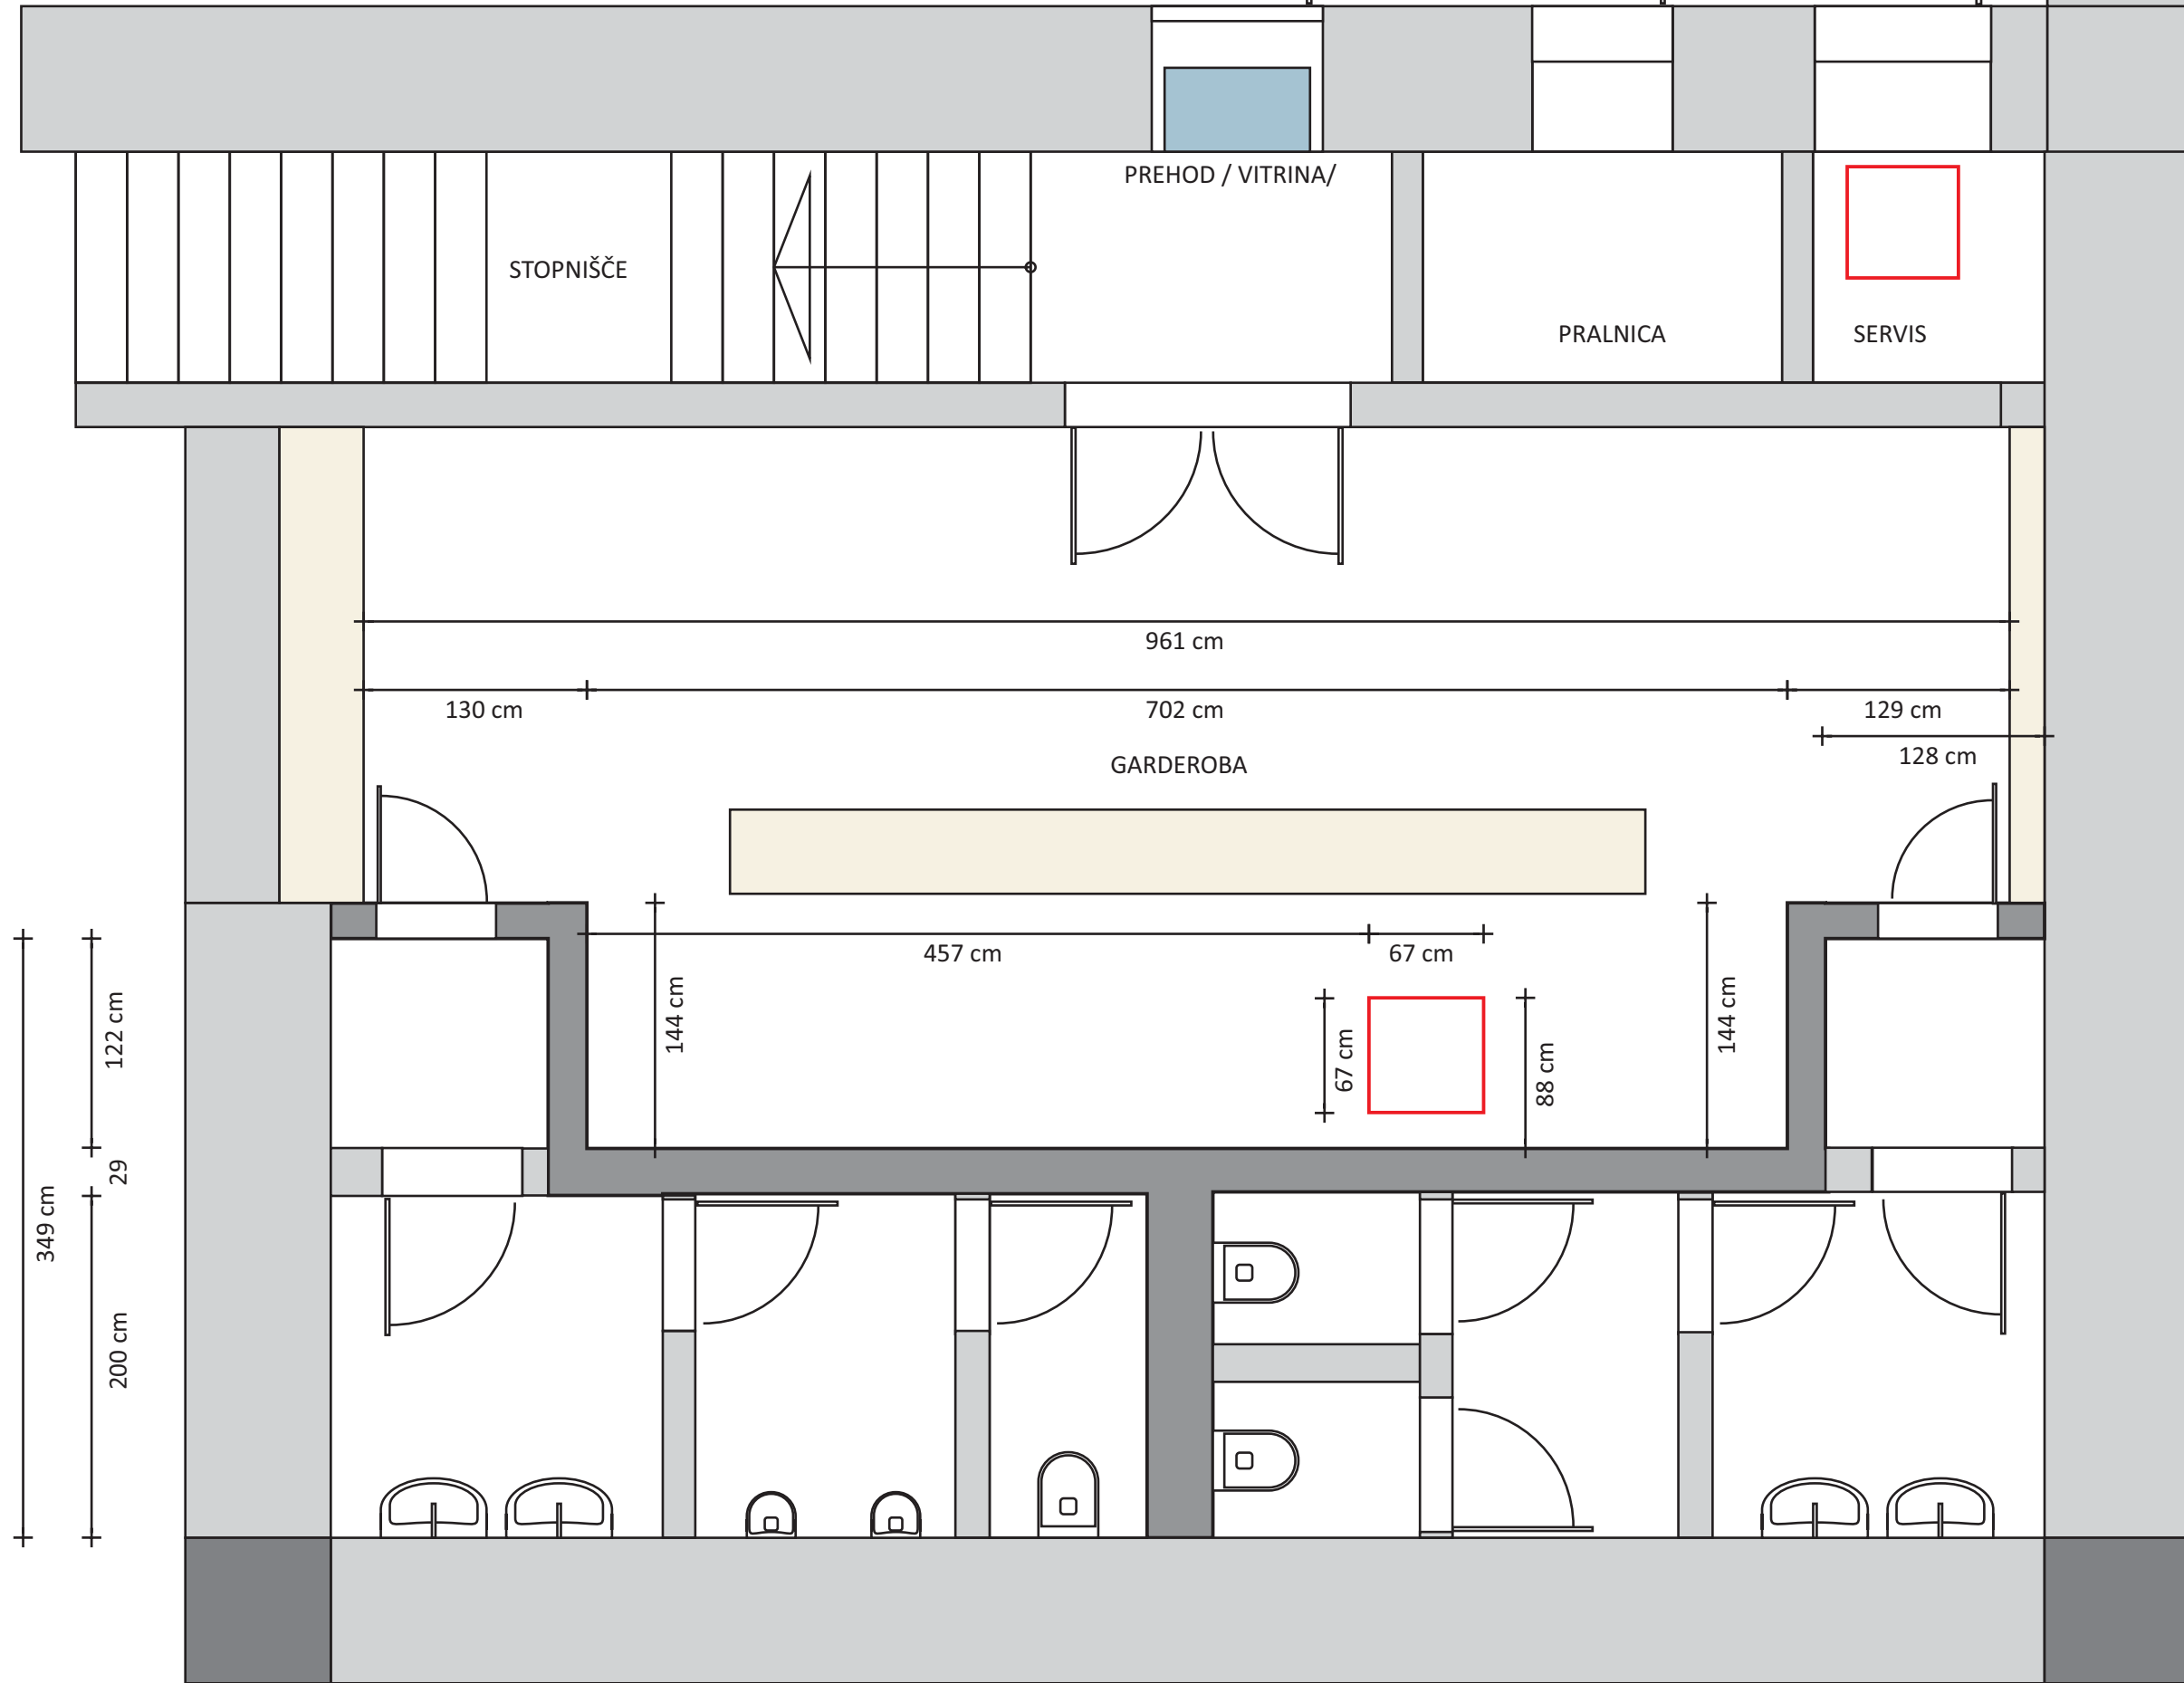 PREHOD / VITRINA/
STOPNIŠČE
PRALNICA
SERVIS
961 cm
130 cm
702 cm
129 cm
128 cm
GARDEROBA
457 cm
67 cm
144 cm
144 cm
67 cm
88 cm
122 cm
29
349 cm
200 cm